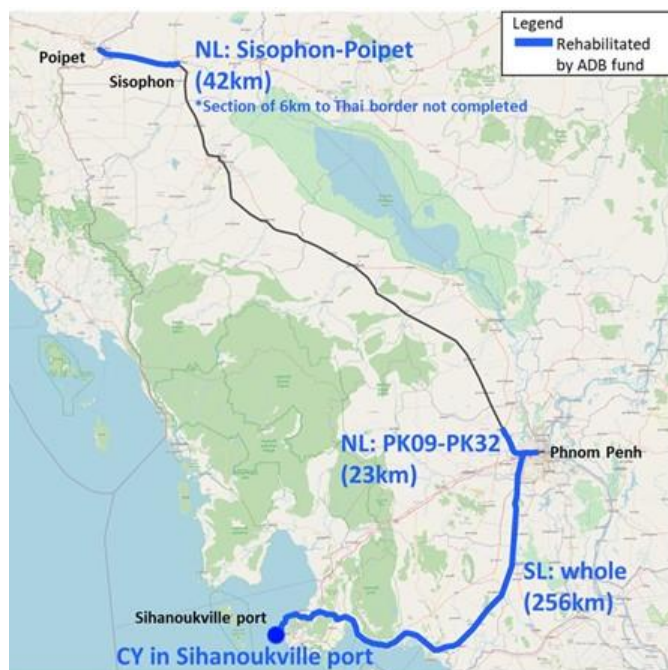 Legend
Rehabilitated
by ADB fund
Poipet
Sisophon
NL: Sisophon-Poipet
(42km)
*Section of 6km to Thai border not completed
NL: PK09-PK32
(23km)
Phnom Penh
SL: whole
(256km)
Sihanoukville port
CY in Sihanoukville port